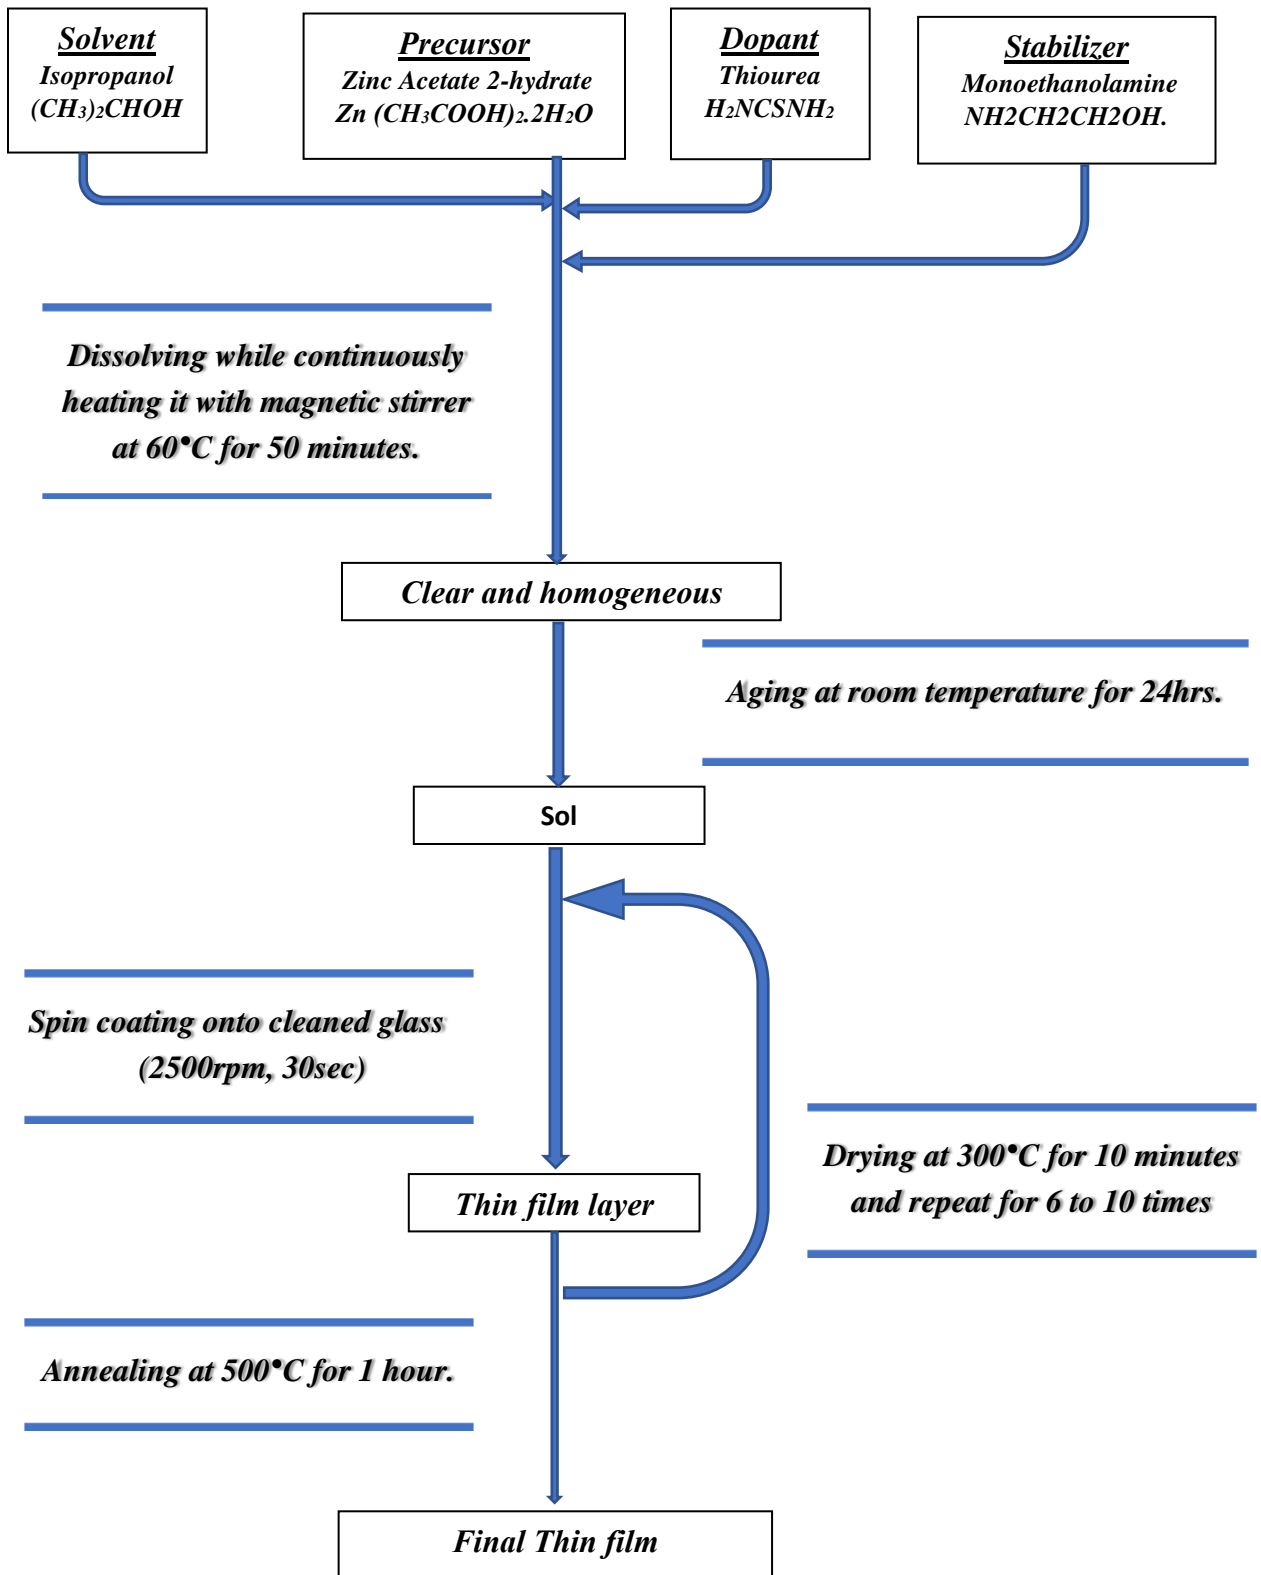 Solvent
Isopropanol
(CH₃)₂CHOH
Precursor
Zinc Acetate 2-hydrate
Zn (CH₃COOH)₂.2H₂O
Dopant
Thiourea
H₂NCSNH₂
Stabilizer
Monoethanolamine
NH2CH2CH2OH.
Dissolving while continuously
heating it with magnetic stirrer
at 60°C for 50 minutes.
Clear and homogeneous
Aging at room temperature for 24hrs.
Sol
Spin coating onto cleaned glass
(2500rpm, 30sec)
Drying at 300°C for 10 minutes
and repeat for 6 to 10 times
Thin film layer
Annealing at 500°C for 1 hour.
Final Thin film